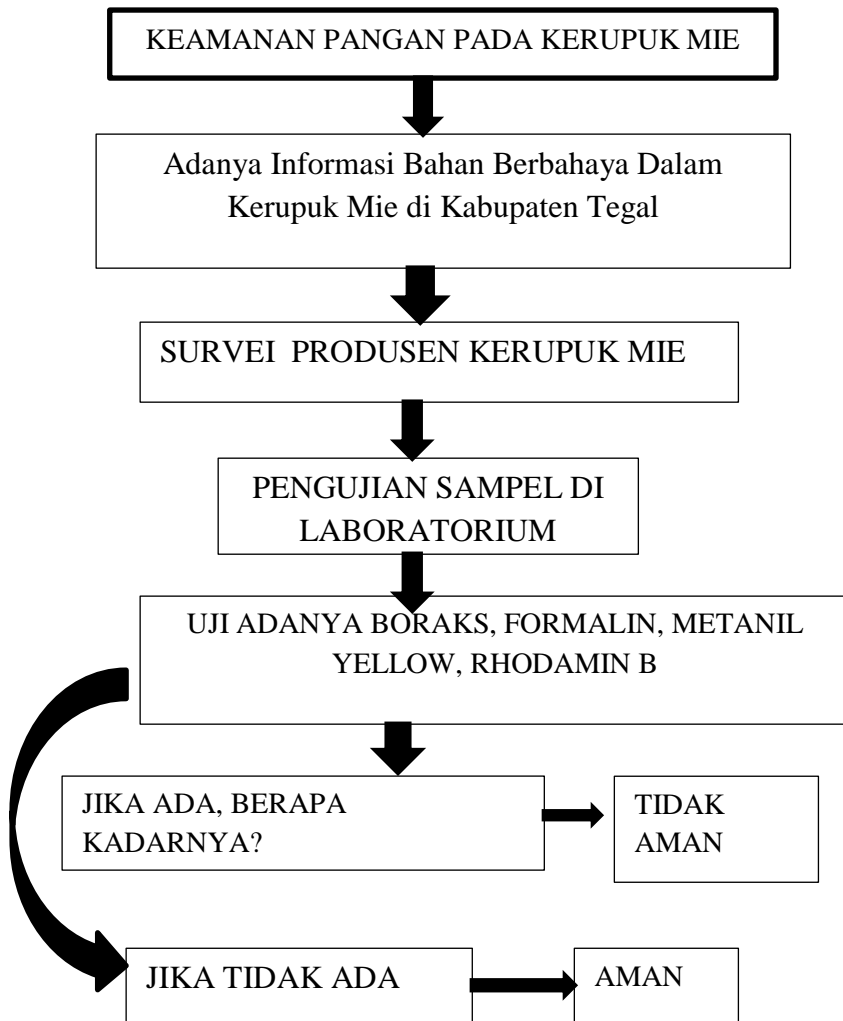 KEAMANAN PANGAN PADA KERUPUK MIE
Adanya Informasi Bahan Berbahaya Dalam
Kerupuk Mie di Kabupaten Tegal
SURVEI PRODUSEN KERUPUK MIE
PENGUJIAN SAMPEL DI
LABORATORIUM
UJI ADANYA BORAKS, FORMALIN, METANIL
YELLOW, RHODAMIN B
JIKA ADA, BERAPA
KADARNYA?
TIDAK
AMAN
JIKA TIDAK ADA
AMAN